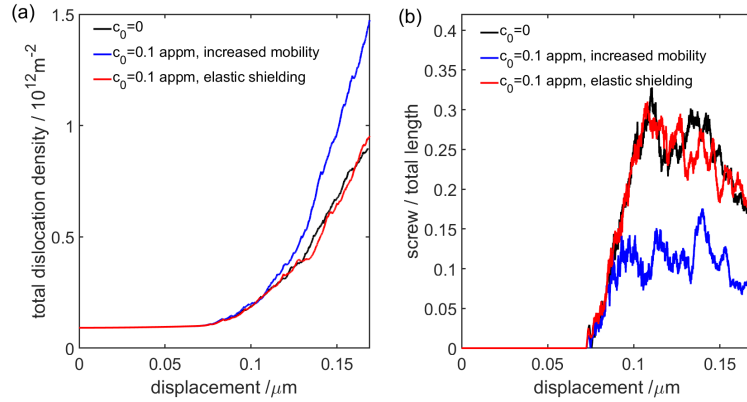 (a)
1.5
1
0.5
0
total dislocation density / 10¹²m⁻²
c₀=0
c₀=0.1 appm, increased mobility
c₀=0.1 appm, elastic shielding
0 0.05 0.1 0.15
displacement /μm
(b)
0.4
0.35
0.3
0.25
0.2
0.15
0.1
0.05
0
screw / total length
c₀=0
c₀=0.1 appm, increased mobility
c₀=0.1 appm, elastic shielding
0 0.05 0.1 0.15
displacement /μm